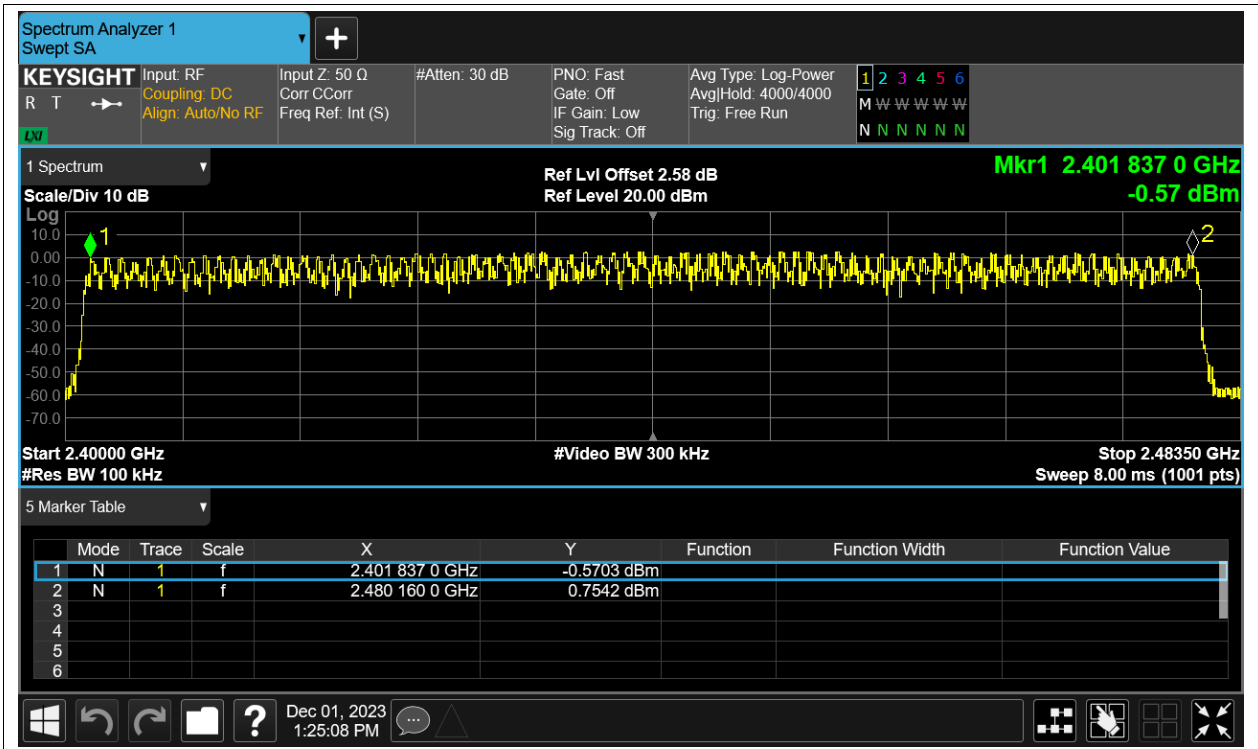 Spectrum Analyzer 1
Swept SA
+
KEYSIGHT Input: RF Input Z: 50 Ω #Atten: 30 dB PNO: Fast Avg Type: Log-Power 1 2 3 4 5 6
R T Coupling: DC Corr CCorr Gate: Off Avg|Hold: 4000/4000 M W W W W W
Align: Auto/No RF Freq Ref: Int (S) IF Gain: Low Trig: Free Run
LXI Sig Track: Off N N N N N N
1 Spectrum Ref Lvl Offset 2.58 dB Mkr1 2.401 837 0 GHz
Scale/Div 10 dB Ref Level 20.00 dBm -0.57 dBm
Log
10.0 1 2
0.00
-10.0
-20.0
-30.0
-40.0
-50.0
-60.0
-70.0
Start 2.40000 GHz #Video BW 300 kHz Stop 2.48350 GHz
#Res BW 100 kHz Sweep 8.00 ms (1001 pts)
5 Marker Table
Mode Trace Scale X Y Function Function Width Function Value
1 N 1 f 2.401 837 0 GHz -0.5703 dBm
2 N 1 f 2.480 160 0 GHz 0.7542 dBm
3
4
5
6
? Dec 01, 2023
1:25:08 PM